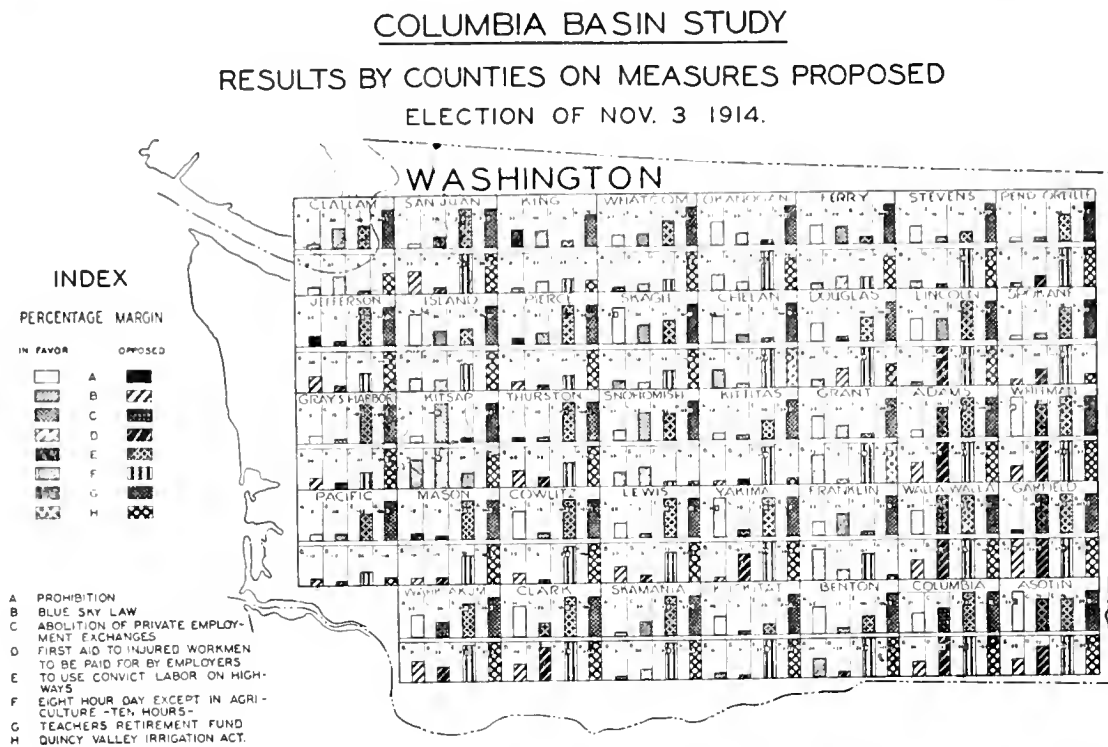 COLUMBIA BASIN STUDY
RESULTS BY COUNTIES ON MEASURES PROPOSED
ELECTION OF NOV. 3 1914.
WASHINGTON
CLALLAM SAN JUAN KING WHATCOM OKANOGAN FERRY STEVENS PEND OREILLE
JEFFERSON ISLAND PIERCE SKAGIT CHELAN DOUGLAS LINCOLN SPOKANE
GRAYS HARBOR KITSAP THURSTON SNOHOMISH KITTITAS GRANT ADAMS WHITMAN
PACIFIC MASON COWLITZ LEWIS YAKIMA FRANKLIN WALLA WALLA GARFIELD
WAHKIAKUM CLARK SKAMANIA KLICKITAT BENTON COLUMBIA ASOTIN
INDEX
PERCENTAGE MARGIN
IN FAVOR OPPOSED
A
B
C
D
E
F
G
H
A PROHIBITION
B BLUE SKY LAW
C ABOLITION OF PRIVATE EMPLOY-
MENT EXCHANGES
D FIRST AID TO INJURED WORKMEN
TO BE PAID FOR BY EMPLOYERS
E TO USE CONVICT LABOR ON HIGH-
WAYS
F EIGHT HOUR DAY EXCEPT IN AGRI-
CULTURE -TEN HOURS-
G TEACHERS RETIREMENT FUND
H QUINCY VALLEY IRRIGATION ACT.